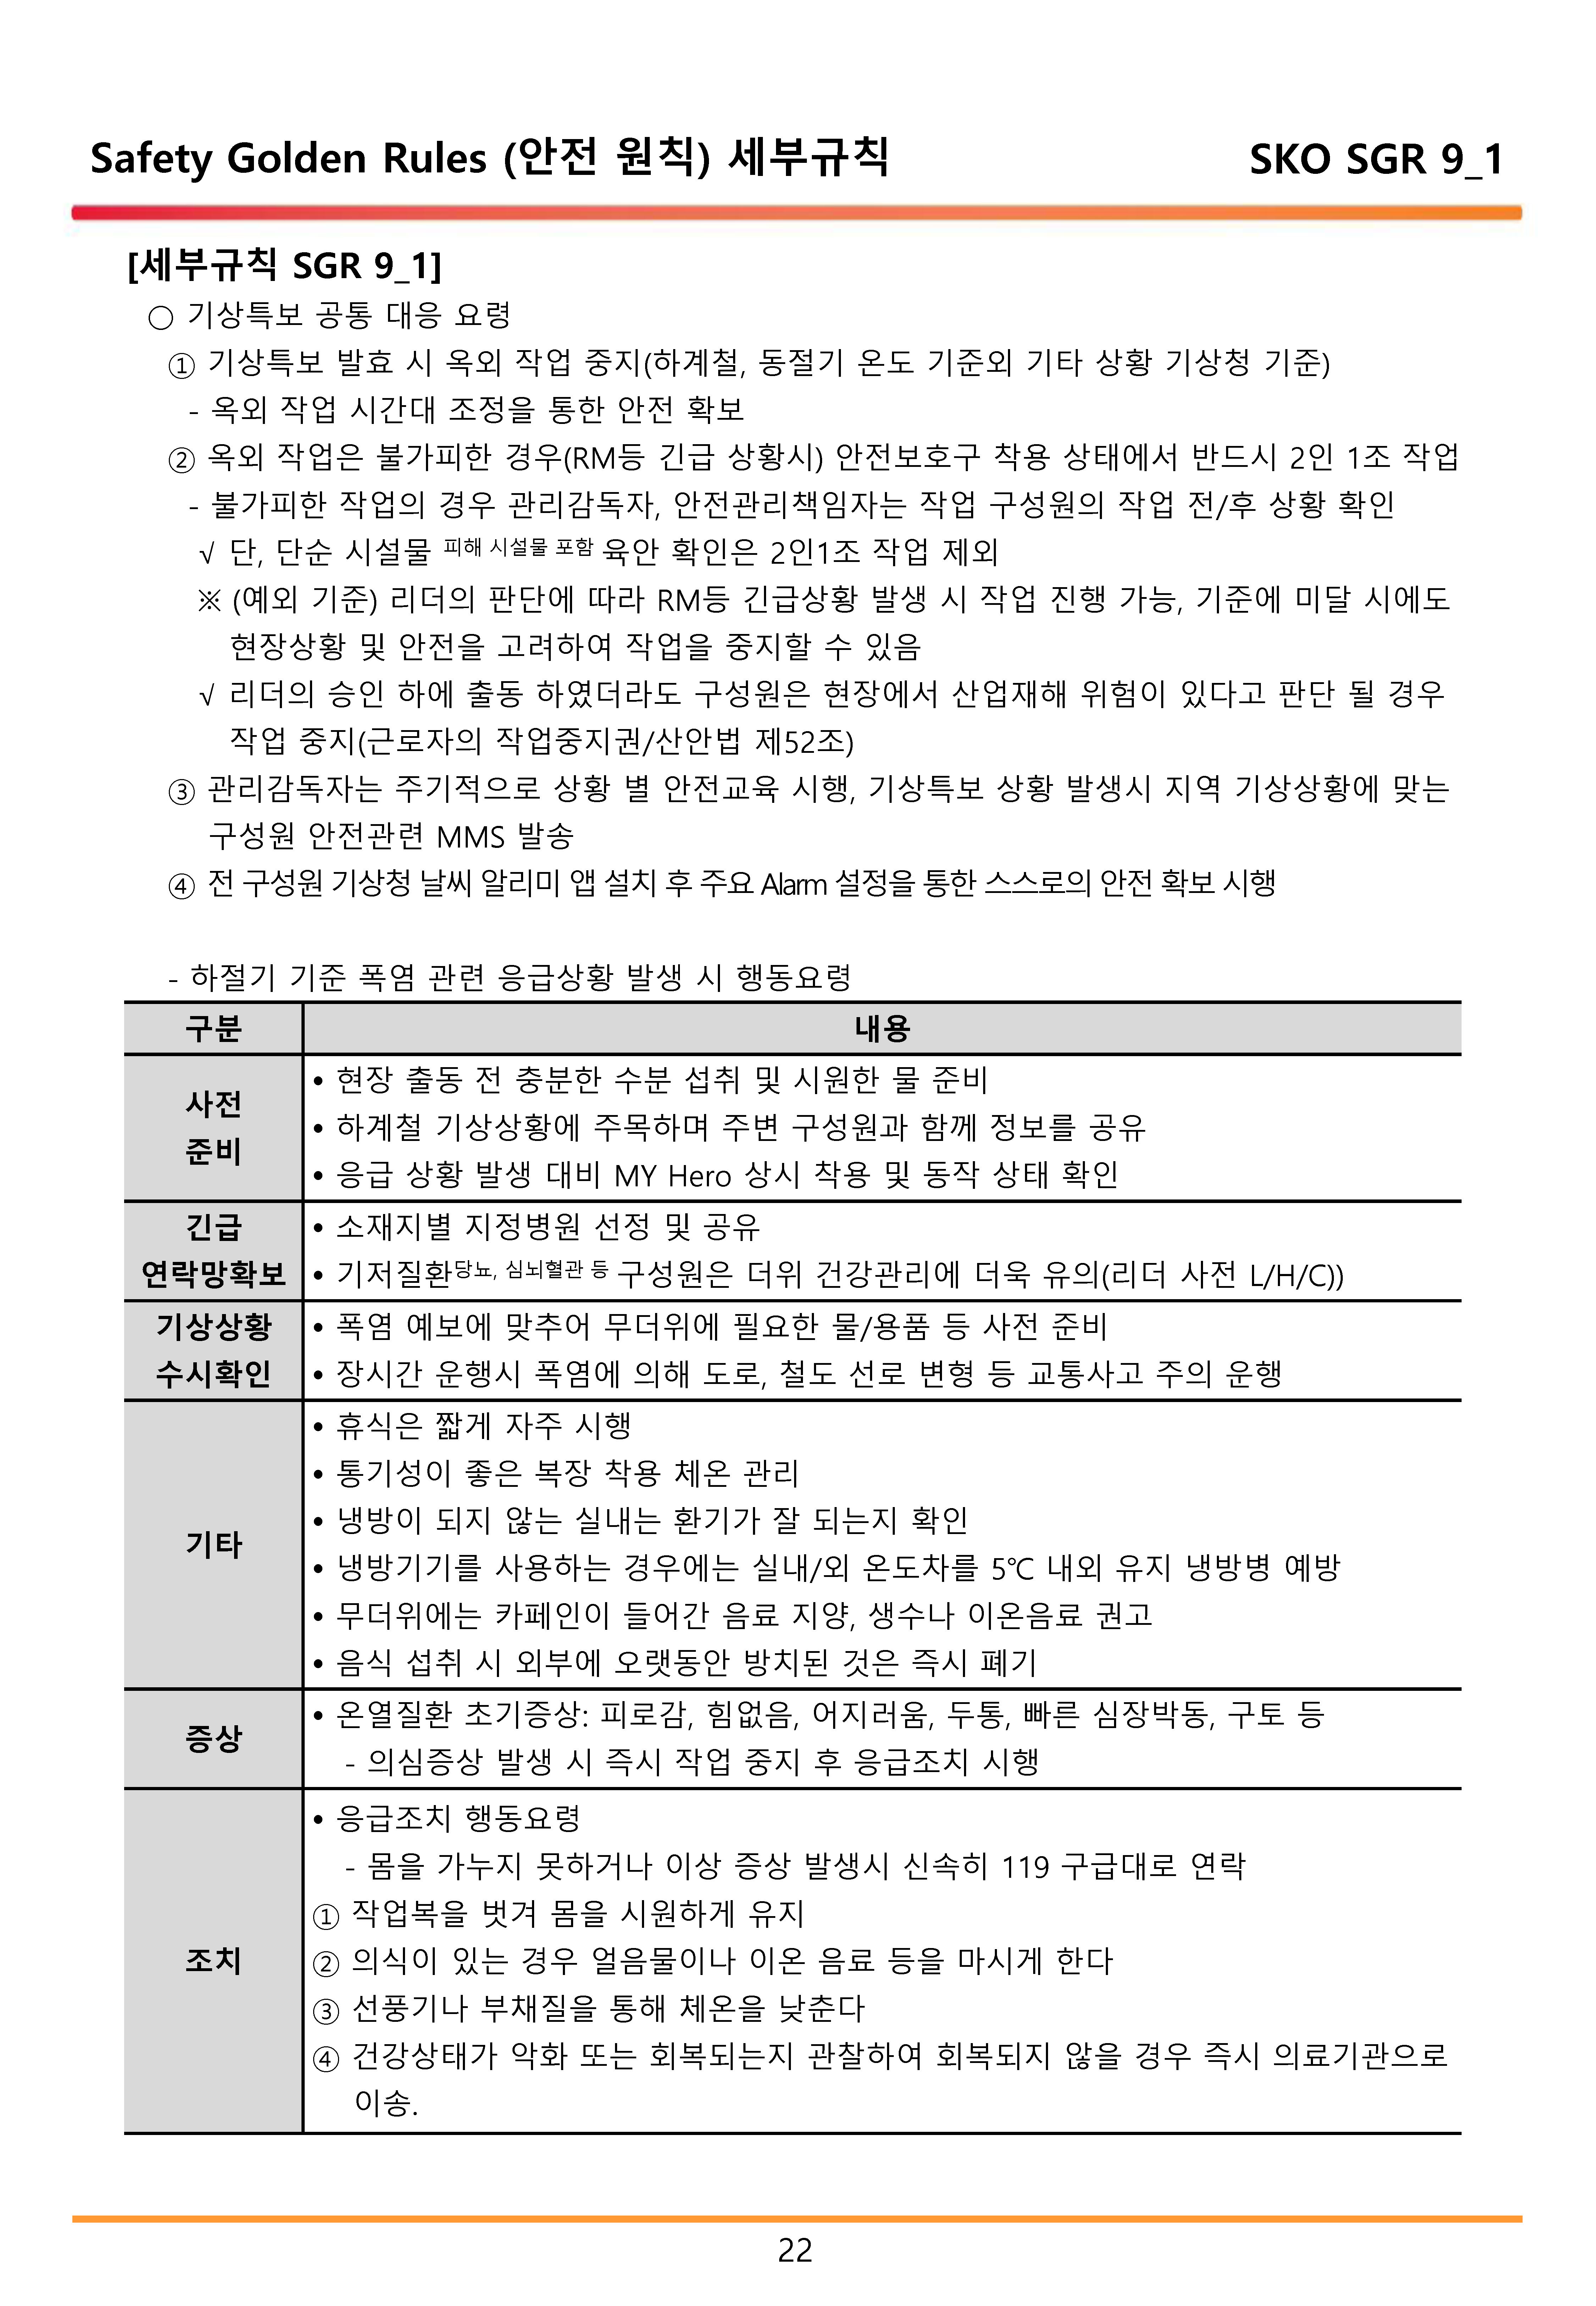 Safety Golden Rules (안전 원칙) 세부규칙
SKO SGR 9_1
[세부규칙 SGR 9_1]
○ 기상특보 공통 대응 요령
① 기상특보 발효 시 옥외 작업 중지(하계철, 동절기 온도 기준외 기타 상황 기상청 기준)
- 옥외 작업 시간대 조정을 통한 안전 확보
② 옥외 작업은 불가피한 경우(RM등 긴급 상황시) 안전보호구 착용 상태에서 반드시 2인 1조 작업
- 불가피한 작업의 경우 관리감독자, 안전관리책임자는 작업 구성원의 작업 전/후 상황 확인
√ 단, 단순 시설물 피해 시설물 포함 육안 확인은 2인1조 작업 제외
※ (예외 기준) 리더의 판단에 따라 RM등 긴급상황 발생 시 작업 진행 가능, 기준에 미달 시에도
현장상황 및 안전을 고려하여 작업을 중지할 수 있음
√ 리더의 승인 하에 출동 하였더라도 구성원은 현장에서 산업재해 위험이 있다고 판단 될 경우
작업 중지(근로자의 작업중지권/산안법 제52조)
③ 관리감독자는 주기적으로 상황 별 안전교육 시행, 기상특보 상황 발생시 지역 기상상황에 맞는
구성원 안전관련 MMS 발송
④ 전 구성원 기상청 날씨 알리미 앱 설치 후 주요 Alarm 설정을 통한 스스로의 안전 확보 시행
- 하절기 기준 폭염 관련 응급상황 발생 시 행동요령
구분
내용
사전
준비
• 현장 출동 전 충분한 수분 섭취 및 시원한 물 준비
• 하계철 기상상황에 주목하며 주변 구성원과 함께 정보를 공유
• 응급 상황 발생 대비 MY Hero 상시 착용 및 동작 상태 확인
긴급
연락망확보
• 소재지별 지정병원 선정 및 공유
• 기저질환당뇨, 심뇌혈관 등 구성원은 더위 건강관리에 더욱 유의(리더 사전 L/H/C))
기상상황
수시확인
• 폭염 예보에 맞추어 무더위에 필요한 물/용품 등 사전 준비
• 장시간 운행시 폭염에 의해 도로, 철도 선로 변형 등 교통사고 주의 운행
기타
• 휴식은 짧게 자주 시행
• 통기성이 좋은 복장 착용 체온 관리
• 냉방이 되지 않는 실내는 환기가 잘 되는지 확인
• 냉방기기를 사용하는 경우에는 실내/외 온도차를 5℃ 내외 유지 냉방병 예방
• 무더위에는 카페인이 들어간 음료 지양, 생수나 이온음료 권고
• 음식 섭취 시 외부에 오랫동안 방치된 것은 즉시 폐기
증상
• 온열질환 초기증상: 피로감, 힘없음, 어지러움, 두통, 빠른 심장박동, 구토 등
- 의심증상 발생 시 즉시 작업 중지 후 응급조치 시행
조치
• 응급조치 행동요령
- 몸을 가누지 못하거나 이상 증상 발생시 신속히 119 구급대로 연락
① 작업복을 벗겨 몸을 시원하게 유지
② 의식이 있는 경우 얼음물이나 이온 음료 등을 마시게 한다
③ 선풍기나 부채질을 통해 체온을 낮춘다
④ 건강상태가 악화 또는 회복되는지 관찰하여 회복되지 않을 경우 즉시 의료기관으로
이송.
22